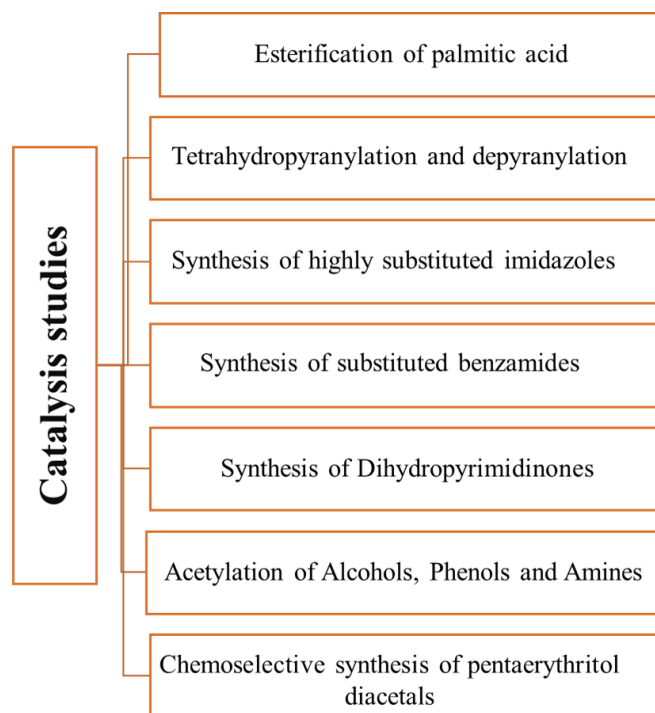 Catalysis studies
Esterification of palmitic acid
Tetrahydropyranylation and depyranylation
Synthesis of highly substituted imidazoles
Synthesis of substituted benzamides
Synthesis of Dihydropyrimidinones
Acetylation of Alcohols, Phenols and Amines
Chemoselective synthesis of pentaerythritol
diacetals